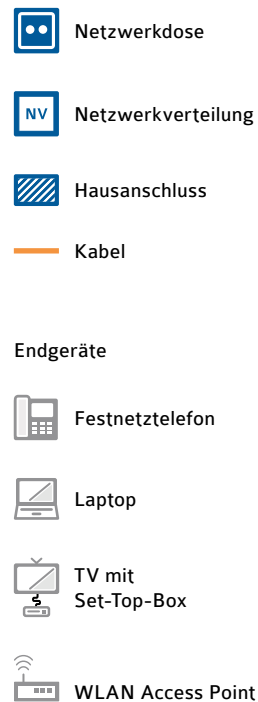 Netzwerkdose
NV
Netzwerkverteilung
Hausanschluss
Kabel
Endgeräte
Festnetztelefon
Laptop
TV mit
Set-Top-Box
WLAN Access Point